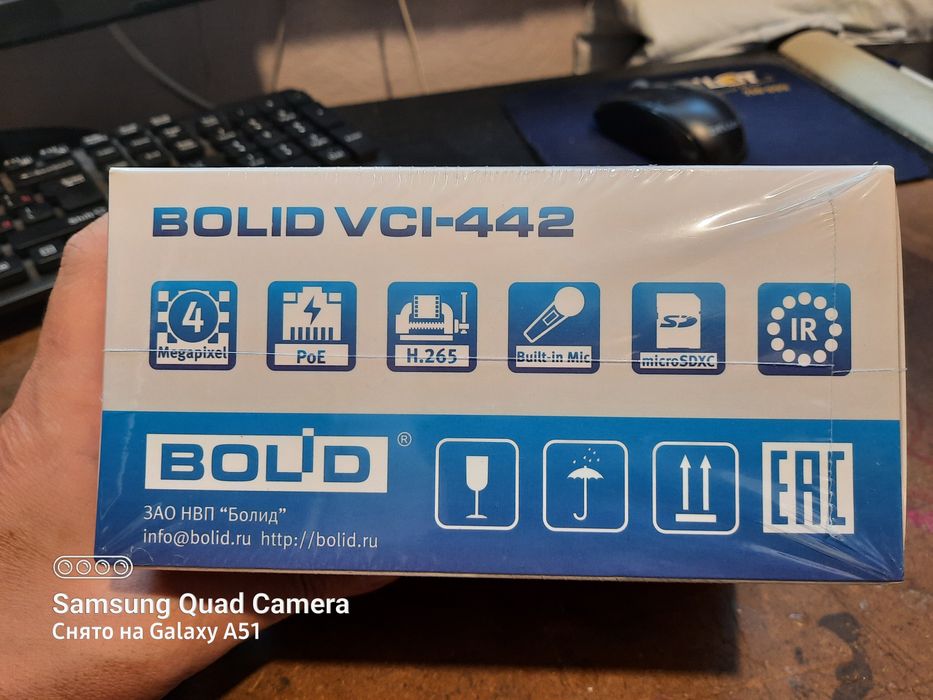 BOLID VCI-442
4
Megapixel
PoE
H.265
Built-in Mic
SD
microSDXC
IR
BOLID ®
ЗАО НВП “Болид”
info@bolid.ru http://bolid.ru
EAC
Samsung Quad Camera
Снято на Galaxy A51